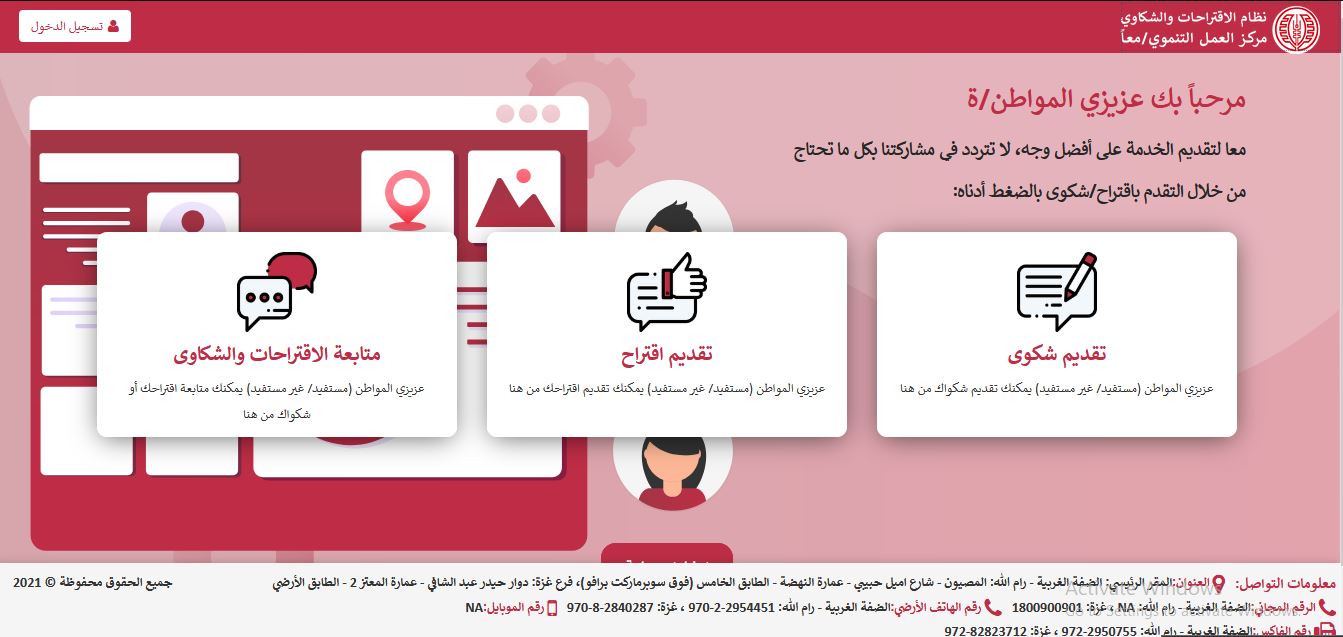 نظام الاقتراحات والشكاوي
مركز العمل التنموي/معاً
تسجيل الدخول
مرحباً بك عزيزي المواطن/ة
معا لتقديم الخدمة على أفضل وجه، لا تتردد في مشاركتنا بكل ما تحتاج
من خلال التقدم باقتراح/شكوى بالضغط أدناه:
تقديم شكوى
عزيزي المواطن (مستفيد/ غير مستفيد) يمكنك تقديم شكواك من هنا
تقديم اقتراح
عزيزي المواطن (مستفيد/ غير مستفيد) يمكنك تقديم اقتراحك من هنا
متابعة الاقتراحات والشكاوى
عزيزي المواطن (مستفيد/ غير مستفيد) يمكنك متابعة اقتراحك أو
شكواك من هنا
معلومات التواصل: العنوان:المقر الرئيسي: الضفة الغربية - رام الله: المصيون - شارع اميل حبيبي - عمارة النهضة - الطابق الخامس (فوق سوبرماركت برافو)، فرع غزة: دوار حيدر عبد الشافي - عمارة المعتز 2 - الطابق الأرضي
جميع الحقوق محفوظة © 2021
الرقم المجاني:الضفة الغربية - رام الله: NA ، غزة: 1800900901 رقم الهاتف الأرضي:الضفة الغربية - رام الله: 2954451-2-970 ، غزة: 2840287-8-970 رقم الموبايل:NA
رقم الفاكس:الضفة الغربية - رام الله: 2950755-972 ، غزة: 82823712-972
Activate Windows
Go to Settings to activate Windows.